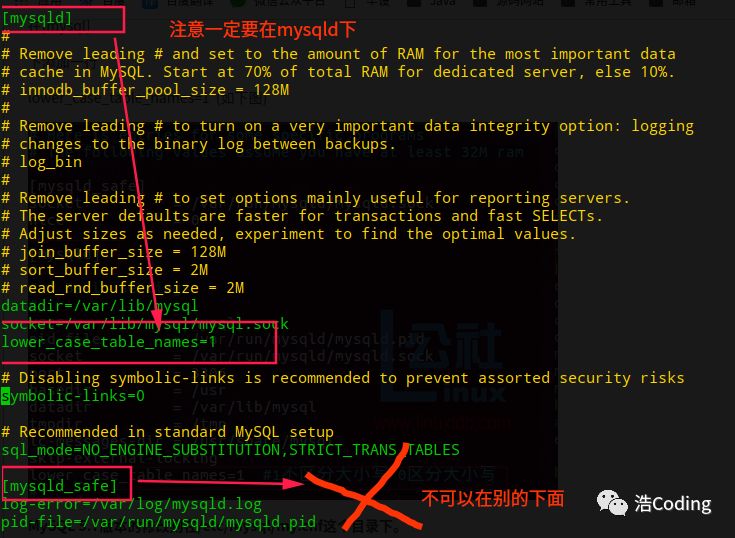 [mysqld]
注意一定要在mysqld下
#
# Remove leading # and set to the amount of RAM for the most important data
# cache in MySQL. Start at 70% of total RAM for dedicated server, else 10%.
# innodb_buffer_pool_size = 128M
#
# Remove leading # to turn on a very important data integrity option: logging
# changes to the binary log between backups.
# log_bin
#
# Remove leading # to set options mainly useful for reporting servers.
# The server defaults are faster for transactions and fast SELECTs.
# Adjust sizes as needed, experiment to find the optimal values.
# join_buffer_size = 128M
# sort_buffer_size = 2M
# read_rnd_buffer_size = 2M
datadir=/var/lib/mysql
socket=/var/lib/mysql/mysql.sock
lower_case_table_names=1
# Disabling symbolic-links is recommended to prevent assorted security risks
symbolic-links=0
# Recommended in standard MySQL setup
sql_mode=NO_ENGINE_SUBSTITUTION,STRICT_TRANS_TABLES
[mysqld_safe]
不可以在别的下面
log-error=/var/log/mysqld.log
pid-file=/var/run/mysqld/mysqld.pid
浩Coding